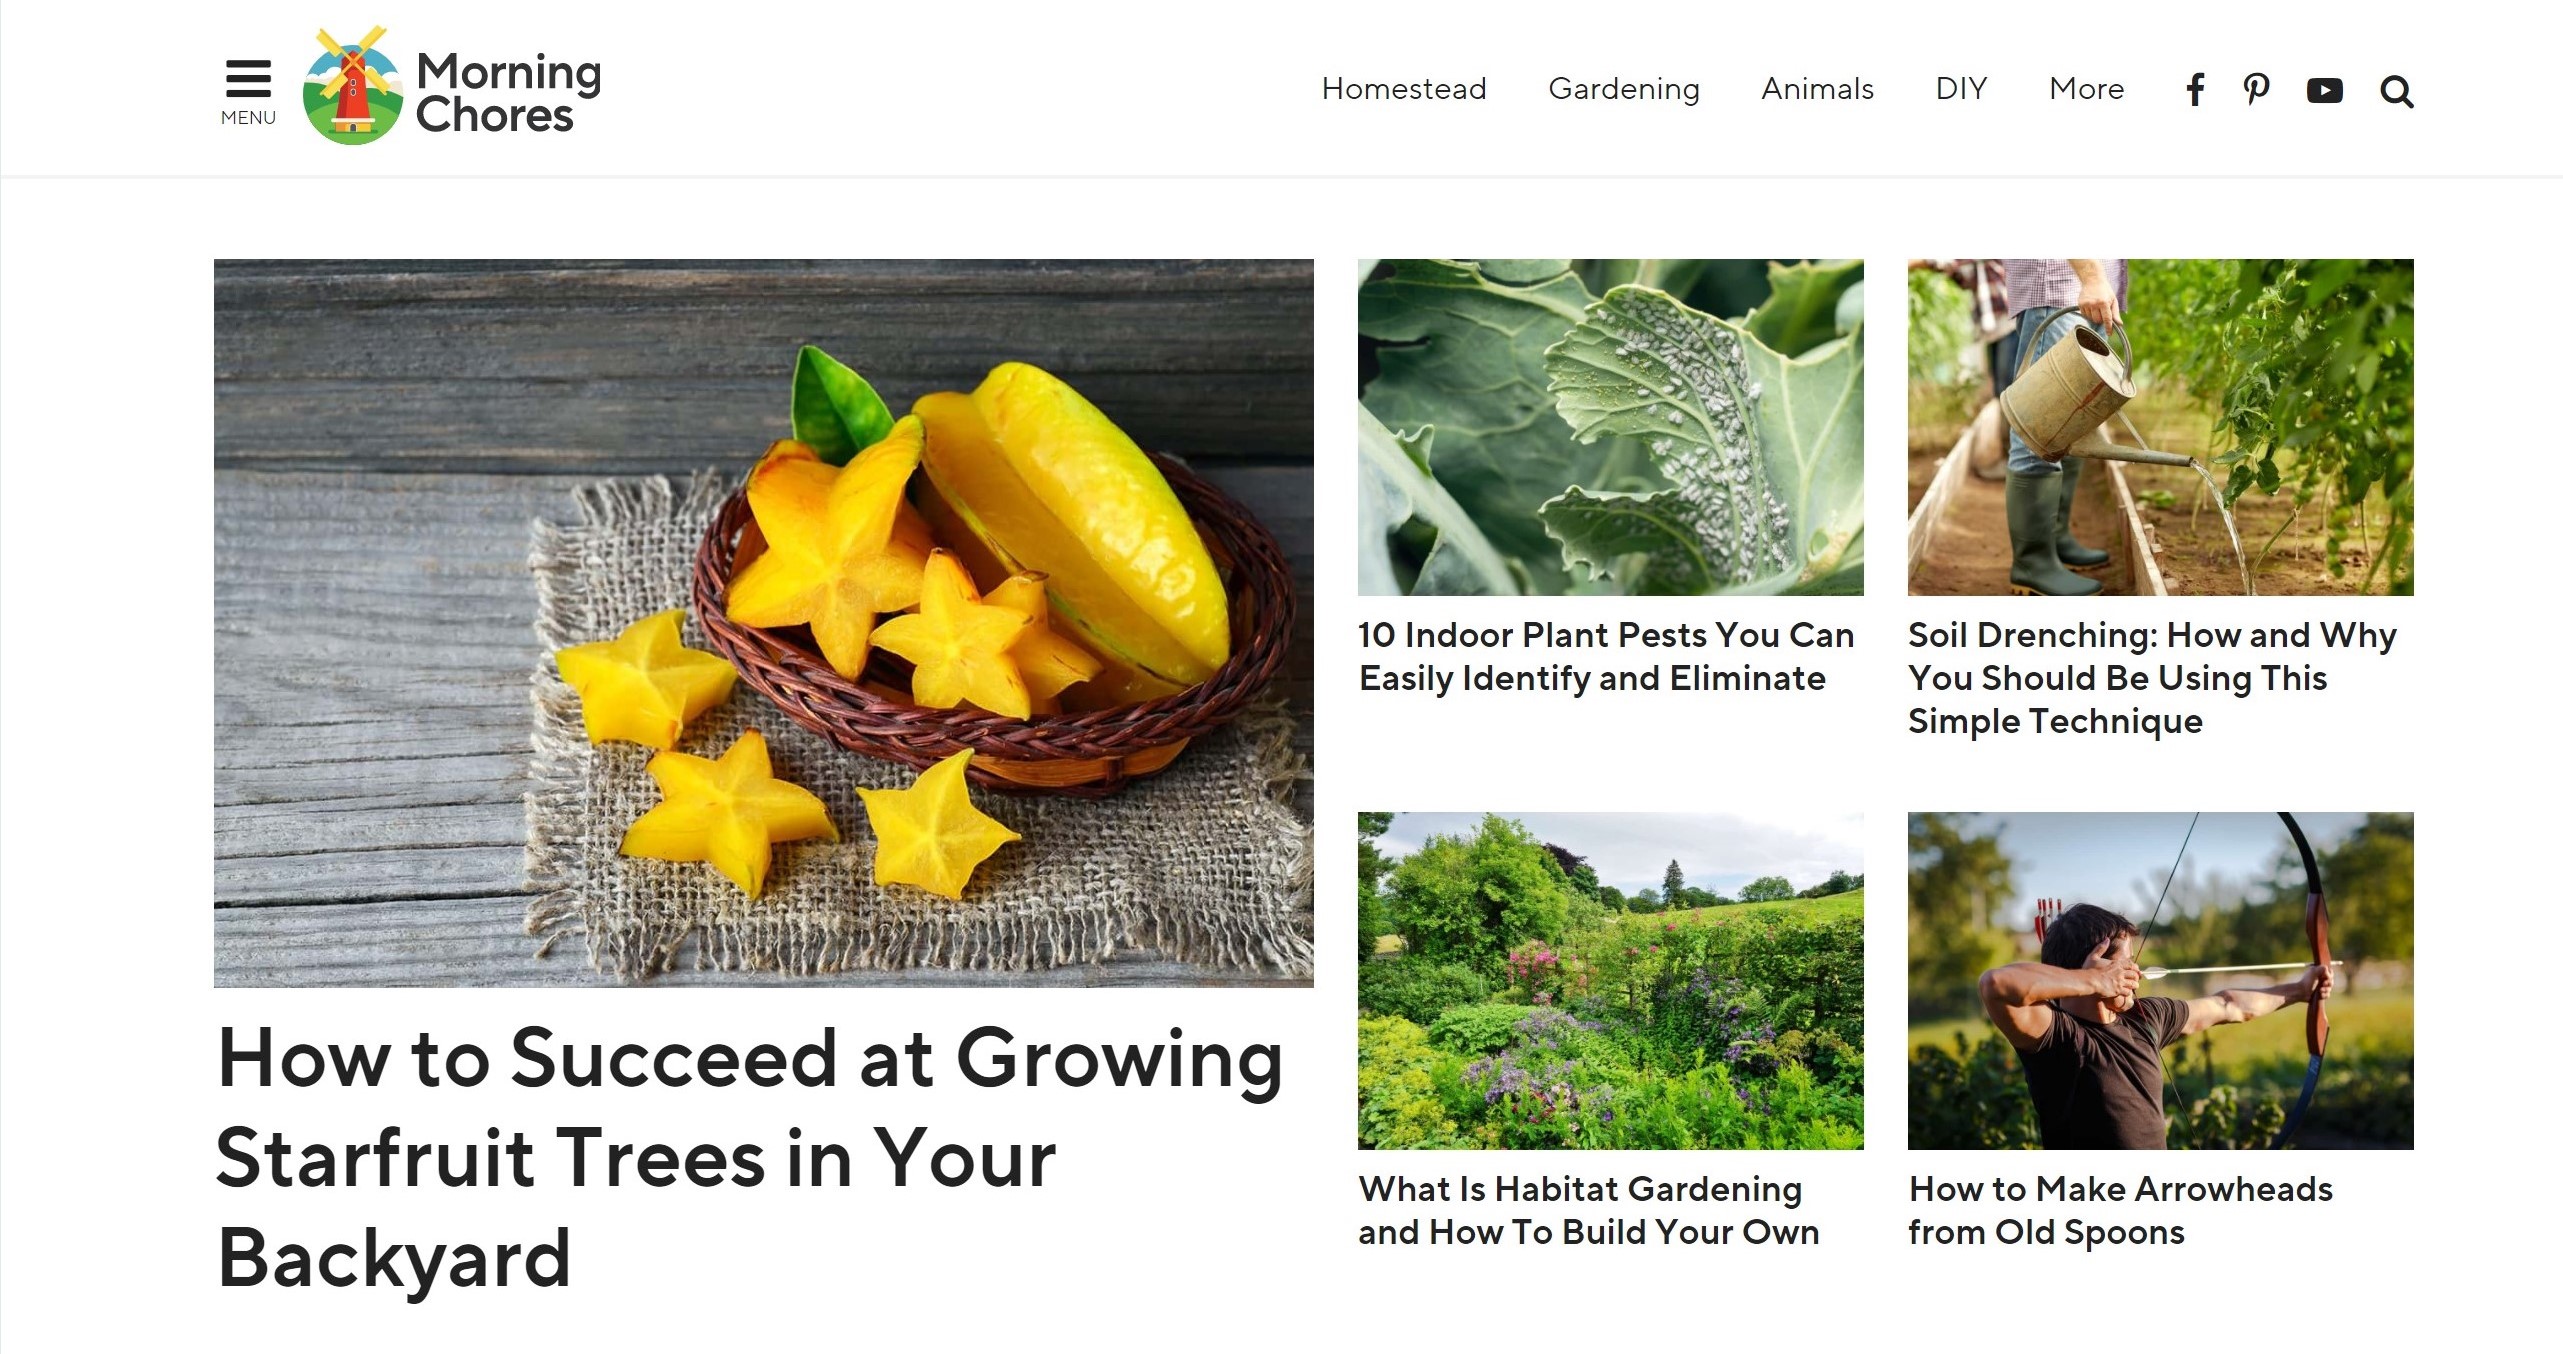 MENU
Morning
Chores
Homestead
Gardening
Animals
DIY
More
How to Succeed at Growing
Starfruit Trees in Your
Backyard
10 Indoor Plant Pests You Can
Easily Identify and Eliminate
Soil Drenching: How and Why
You Should Be Using This
Simple Technique
What Is Habitat Gardening
and How To Build Your Own
How to Make Arrowheads
from Old Spoons